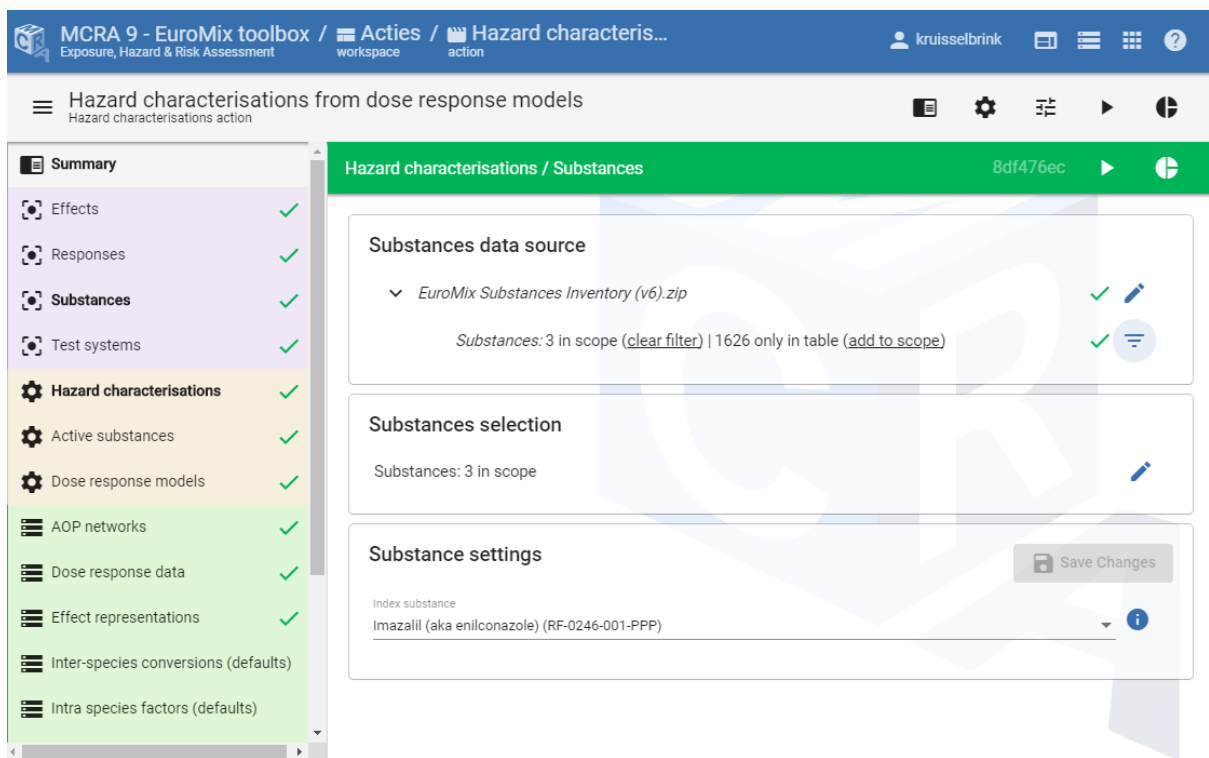 MCRA 9 - EuroMix toolbox / Acties / Hazard characteris...
Exposure, Hazard & Risk Assessment workspace action
kruisselbrink
Hazard characterisations from dose response models
Hazard characterisations action
Summary
Effects
Responses
Substances
Test systems
Hazard characterisations
Active substances
Dose response models
AOP networks
Dose response data
Effect representations
Inter-species conversions (defaults)
Intra species factors (defaults)
Hazard characterisations / Substances 8df476ec
Substances data source
EuroMix Substances Inventory (v6).zip
Substances: 3 in scope (clear filter) | 1626 only in table (add to scope)
Substances selection
Substances: 3 in scope
Substance settings
Save Changes
Index substance
Imazalil (aka enilconazole) (RF-0246-001-PPP)